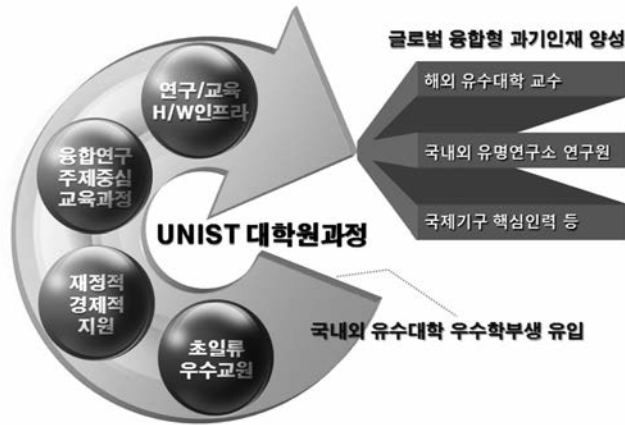 글로벌 융합형 과기인재 양성
해외 유수대학 교수
국내외 유명연구소 연구원
국제기구 핵심인력 등
연구/교육
H/W인프라
융합연구
주제중심
교육과정
UNIST 대학원과정
재정적
경제적
지원
초일류
우수교원
국내외 유수대학 우수학부생 유입